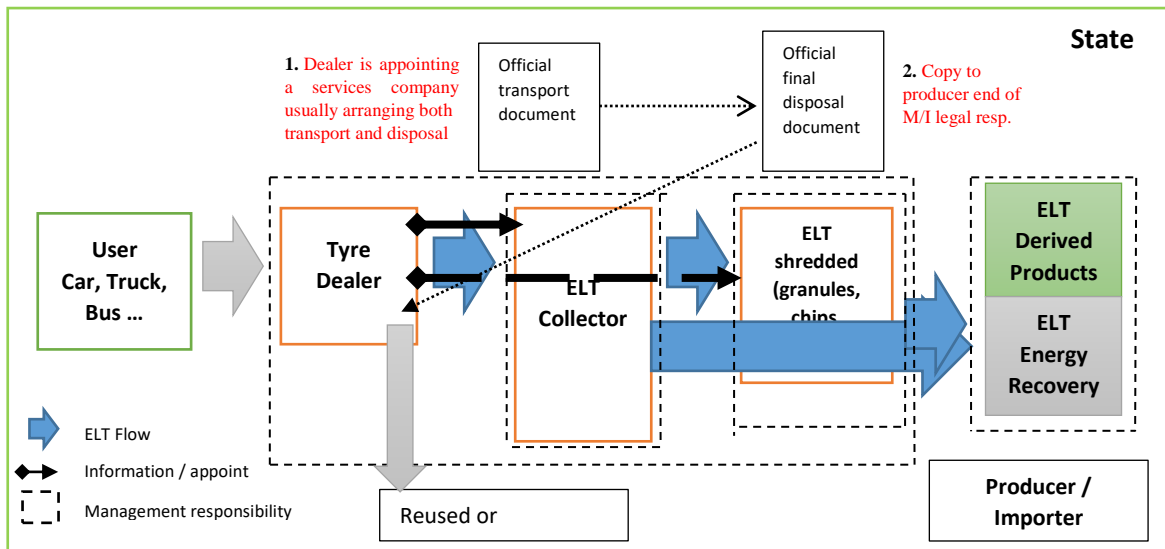 State
1. Dealer is appointing
a services company
usually arranging both
transport and disposal
Official
transport
document
Official
final
disposal
document
2. Copy to
producer end of
M/I legal resp.
User
Car, Truck,
Bus ...
Tyre
Dealer
ELT
Collector
ELT
shredded
(granules,
chips
ELT
Derived
Products
ELT
Energy
Recovery
ELT Flow
Information / appoint
Management responsibility
Reused or
Producer /
Importer